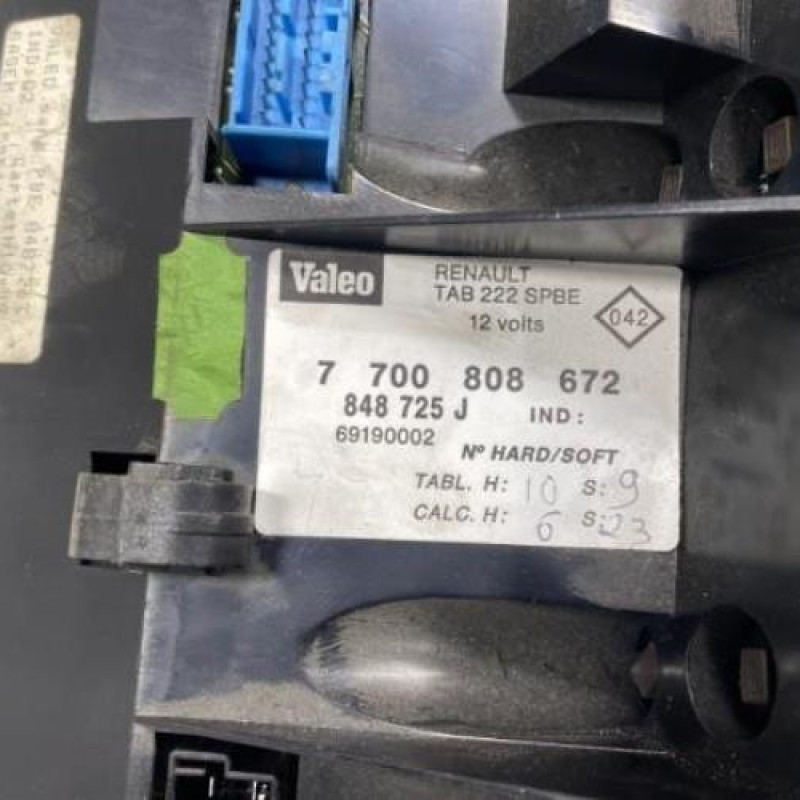 Valeo
RENAULT
TAB 222 SPBE
12 volts
042
7 700 808 672
848 725 J IND:
69190002
Nº HARD/SOFT
TABL. H: 10 S: 9
CALC. H: 6 S: 23
VALEO